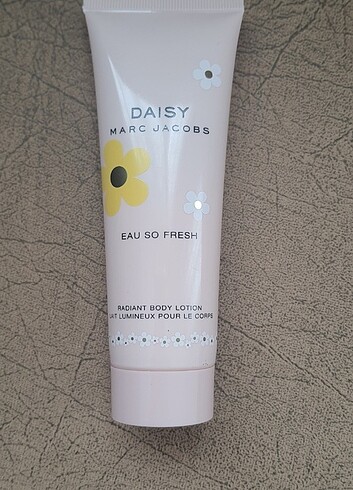 DAISY
MARC JACOBS
EAU SO FRESH
RADIANT BODY LOTION
LAIT LUMINEUX POUR LE CORPS